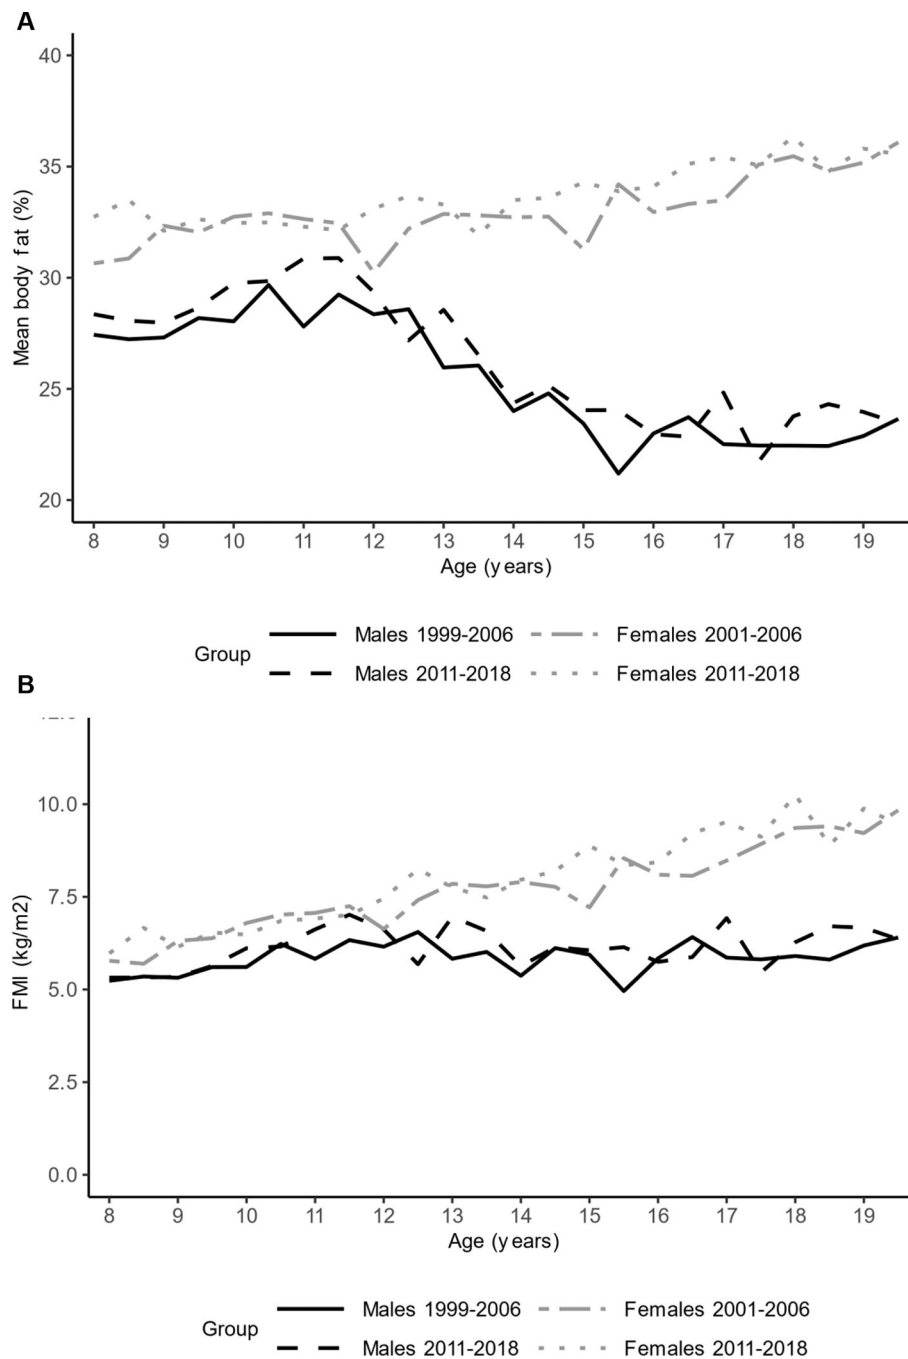 A
40
35
30
25
20
Mean body fat (%)
8 9 10 11 12 13 14 15 16 17 18 19
Age (years)
Group
Males 1999-2006 Females 2001-2006
Males 2011-2018 Females 2011-2018
B
10.0
7.5
5.0
2.5
0.0
FMI (kg/m2)
8 9 10 11 12 13 14 15 16 17 18 19
Age (years)
Group
Males 1999-2006 Females 2001-2006
Males 2011-2018 Females 2011-2018